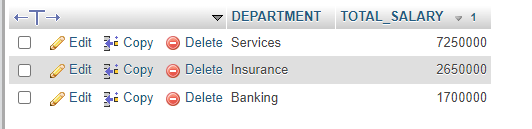 ←T→ DEPARTMENT TOTAL_SALARY 1
Edit Copy Delete Services 7250000
Edit Copy Delete Insurance 2650000
Edit Copy Delete Banking 1700000